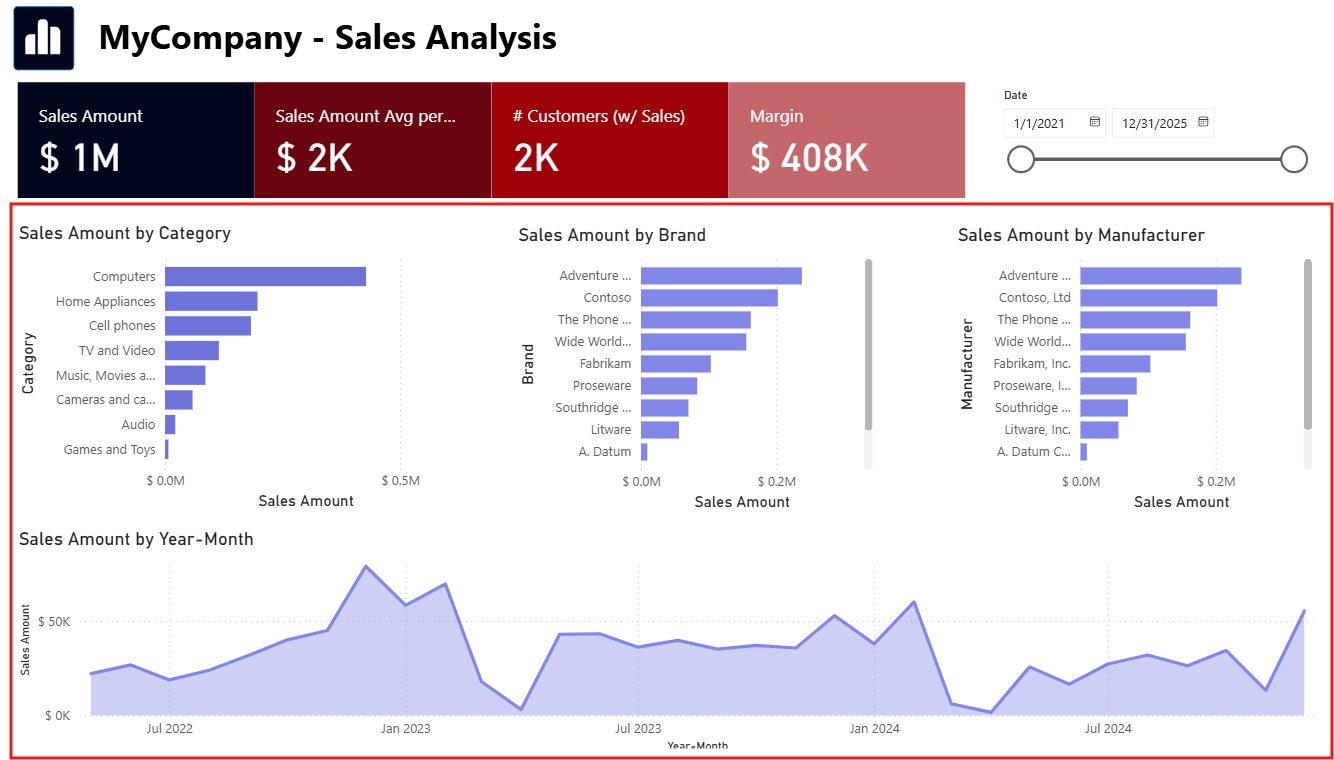 MyCompany - Sales Analysis
Sales Amount
$ 1M
Sales Amount Avg per...
$ 2K
# Customers (w/ Sales)
2K
Margin
$ 408K
Date
1/1/2021
12/31/2025
Sales Amount by Category
Category
Computers
Home Appliances
Cell phones
TV and Video
Music, Movies a...
Cameras and ca...
Audio
Games and Toys
$ 0.0M
$ 0.5M
Sales Amount
Sales Amount by Brand
Brand
Adventure ...
Contoso
The Phone ...
Wide World...
Fabrikam
Proseware
Southridge ...
Litware
A. Datum
$ 0.0M
$ 0.2M
Sales Amount
Sales Amount by Manufacturer
Manufacturer
Adventure ...
Contoso, Ltd
The Phone ...
Wide World...
Fabrikam, Inc.
Proseware, I...
Southridge ...
Litware, Inc.
A. Datum C...
$ 0.0M
$ 0.2M
Sales Amount
Sales Amount by Year-Month
Sales Amount
$ 50K
$ 0K
Jul 2022
Jan 2023
Jul 2023
Jan 2024
Jul 2024
Year-Month